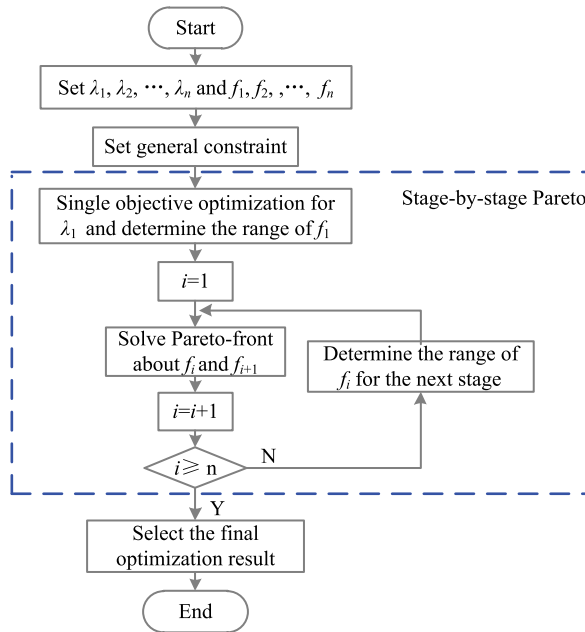 Start
Set λ₁, λ₂, ···, λₙ and f₁, f₂, ,···, fₙ
Set general constraint
Stage-by-stage Pareto
Single objective optimization for
λ₁ and determine the range of f₁
i=1
Solve Pareto-front
about fᵢ and fᵢ₊₁
Determine the range of
fᵢ for the next stage
i=i+1
i⩾ n
N
Y
Select the final
optimization result
End